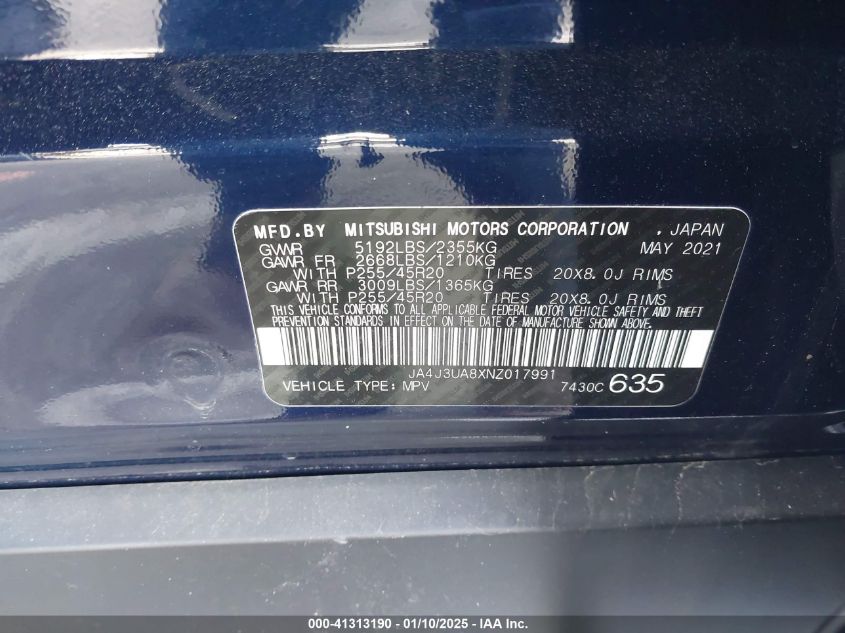 MFD.BY MITSUBISHI MOTORS CORPORATION . JAPAN
GVWR 5192LBS/2355KG MAY 2021
GAWR FR 2668LBS/1210KG
WITH P255/45R20 TIRES 20X8.0J RIMS
GAWR RR 3009LBS/1365KG
WITH P255/45R20 TIRES 20X8.0J RIMS
THIS VEHICLE CONFORMS TO ALL APPLICABLE FEDERAL MOTOR VEHICLE SAFETY AND THEFT
PREVENTION STANDARDS IN EFFECT ON THE DATE OF MANUFACTURE SHOWN ABOVE.
JA4J3UA8XNZ017991
VEHICLE TYPE: MPV 7430C 635
000-41313190 - 01/10/2025 - IAA Inc.